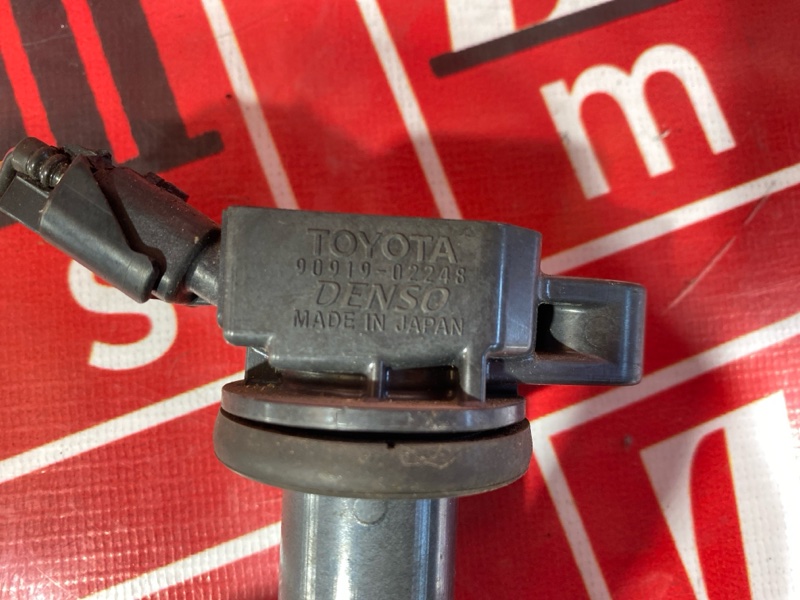 m
s
TOYOTA
90919-02248
DENSO
MADE IN JAPAN